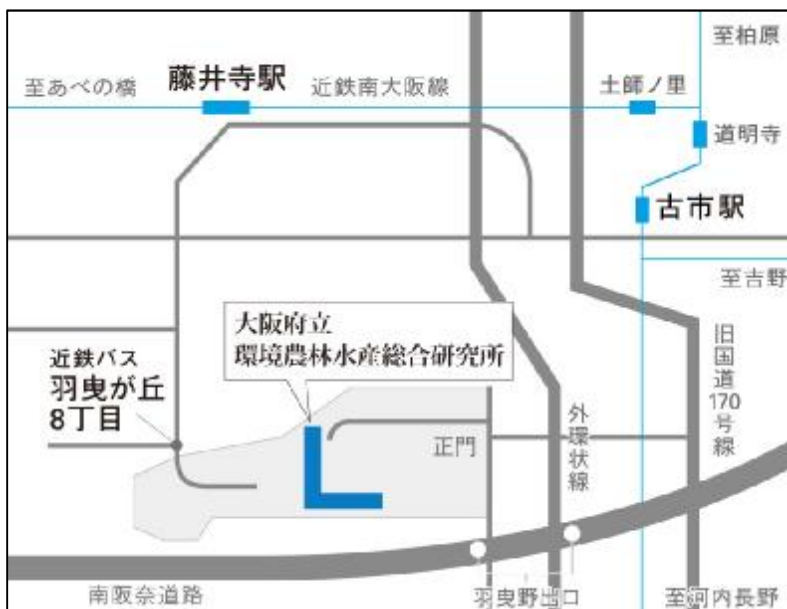 至柏原
至あべの橋
藤井寺駅
近鉄南大阪線
土師ノ里
道明寺
古市駅
至吉野
大阪府立
環境農林水産総合研究所
近鉄バス
羽曳が丘
8丁目
正門
外環状線
旧国道170号線
南阪奈道路
羽曳野出口
至河内長野